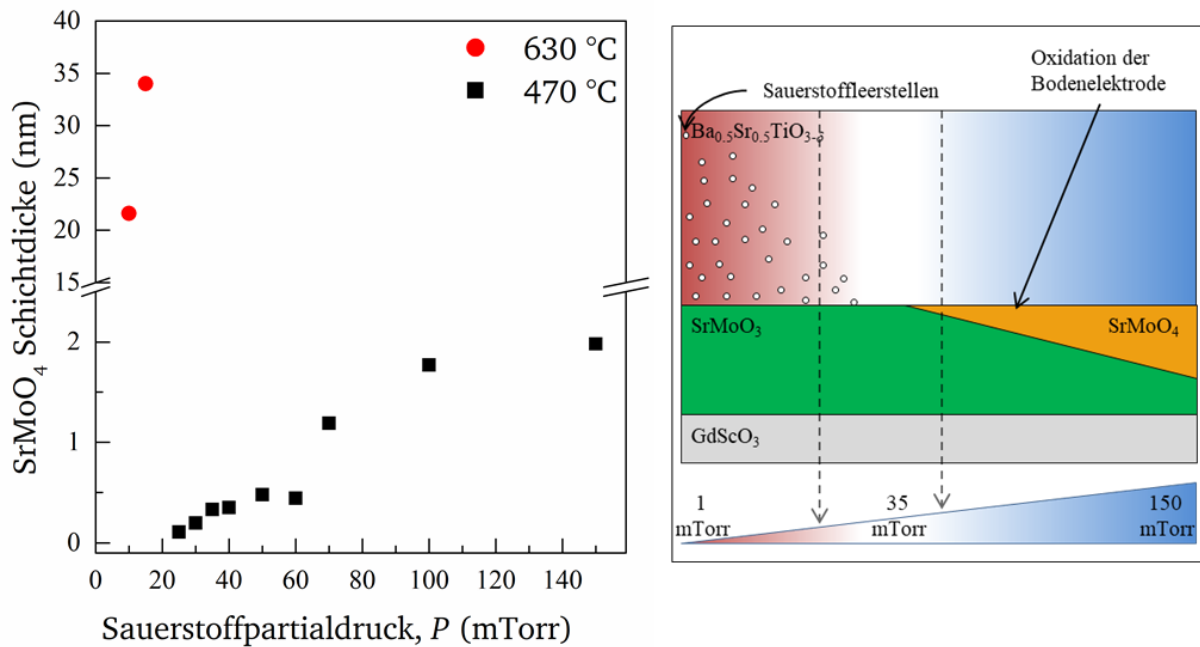 40
35
30
25
20
15
2
1
0
0 20 40 60 80 100 120 140
SrMoO₄ Schichtdicke (nm)
Sauerstoffpartialdruck, P (mTorr)
630 °C
470 °C
Oxidation der
Bodenelektrode
Sauerstoffleerstellen
Ba₀.₅Sr₀.₅TiO₃₋δ
SrMoO₃
SrMoO₄
GdScO₃
1 35 150
mTorr mTorr mTorr